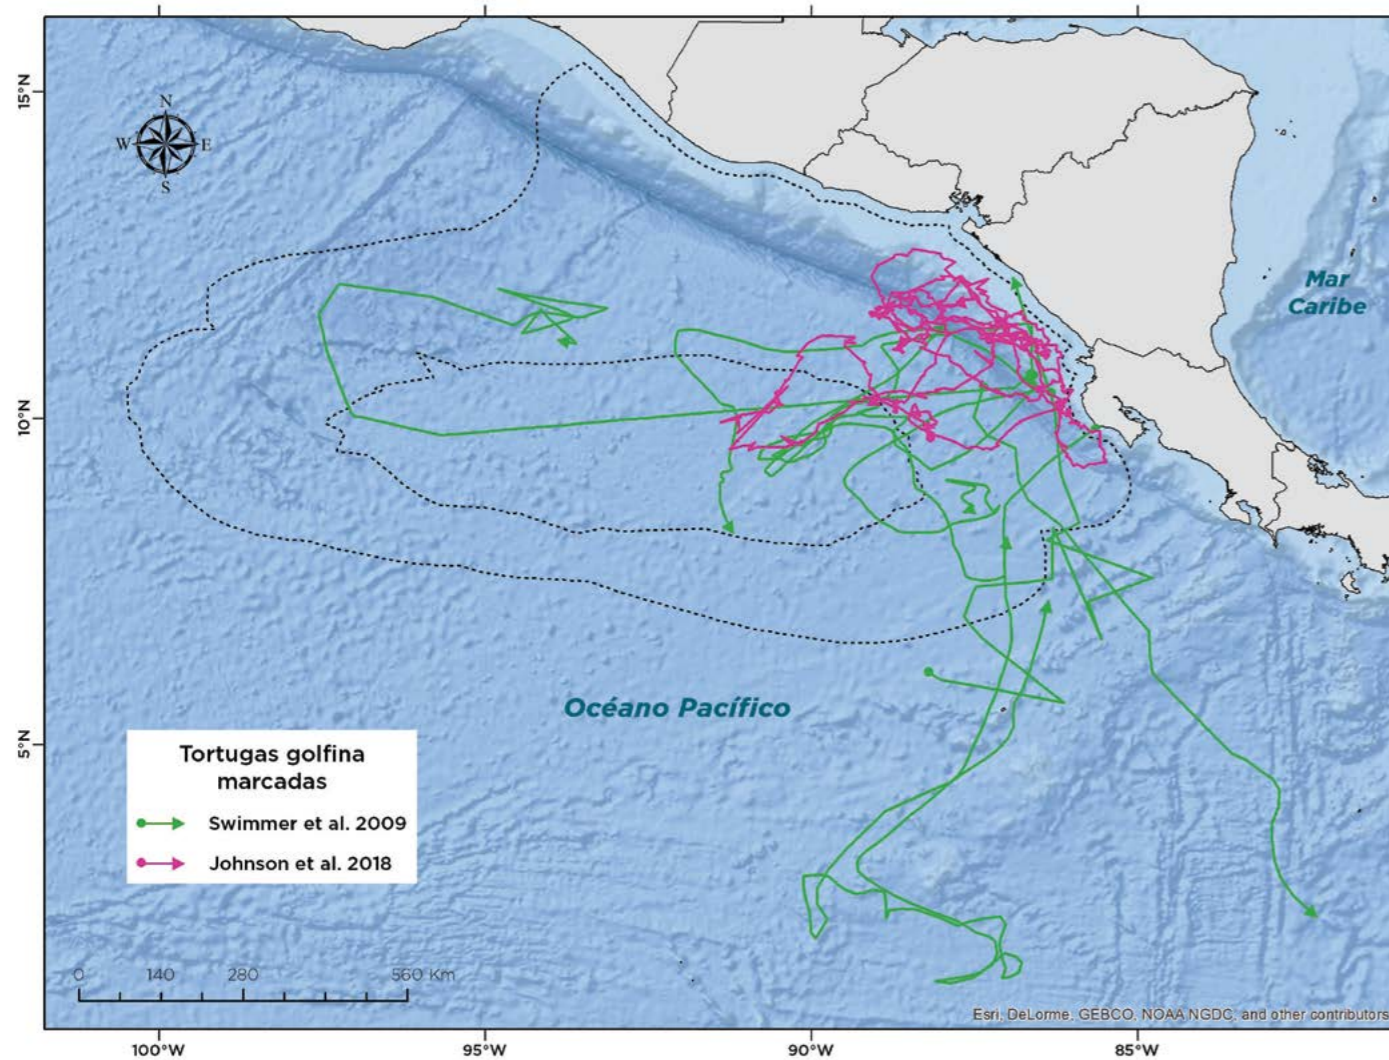 15°N
N
W
E
S
Mar
Caribe
10°N
Océano Pacífico
5°N
Tortugas golfina
marcadas
Swimmer et al. 2009
Johnson et al. 2018
0 140 280 560 Km
Esri, DeLorme, GEBCO, NOAA NGDC, and other contributors
100°W 95°W 90°W 85°W